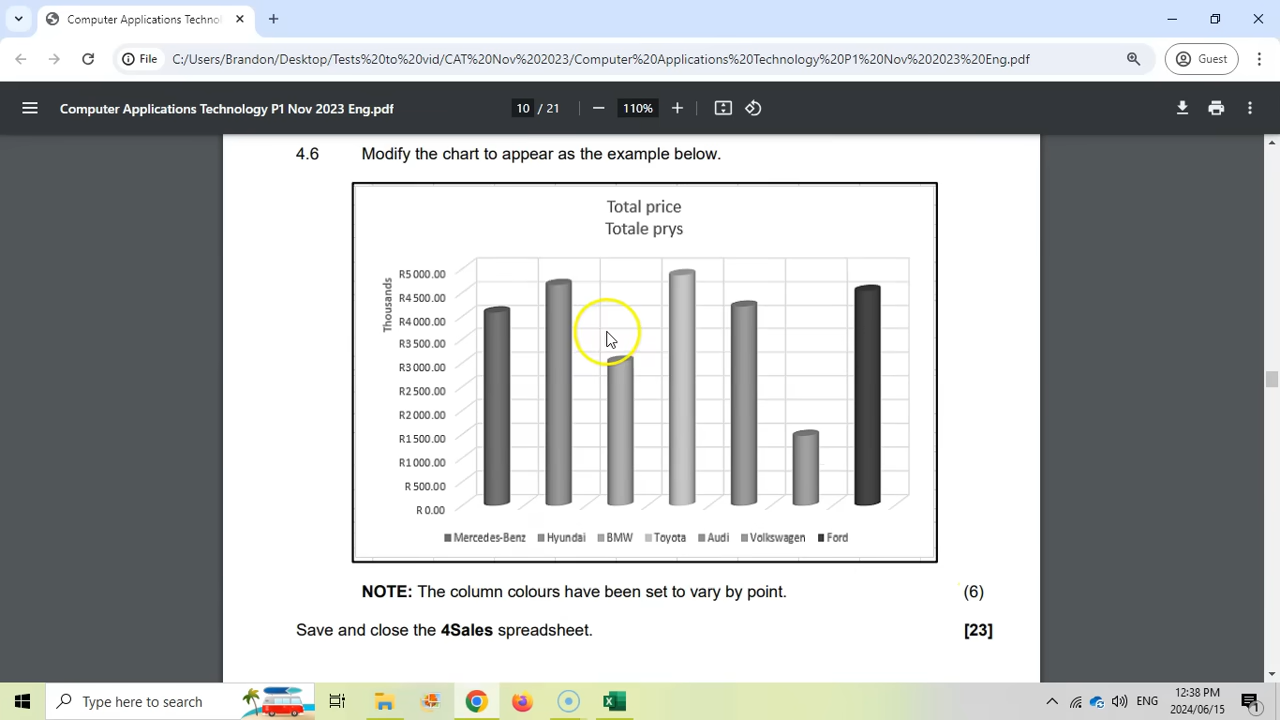 Computer Applications Techno
File
C:/Users/Brandon/Desktop/Tests%20to%20vid/CAT%20Nov%202023/Computer%20Applications%20Technology%20P1%20Nov%202023%20Eng.pdf
Guest
Computer Applications Technology P1 Nov 2023 Eng.pdf
10 / 21
110%
4.6 Modify the chart to appear as the example below.
Total price
Totale prys
Thousands
R5 000.00
R4 500.00
R4 000.00
R3 500.00
R3 000.00
R2 500.00
R2 000.00
R1 500.00
R1 000.00
R 500.00
R 0.00
Mercedes-Benz Hyundai BMW Toyota Audi Volkswagen Ford
NOTE: The column colours have been set to vary by point. (6)
Save and close the 4Sales spreadsheet. [23]
Type here to search
ENG
12:38 PM
2024/06/15